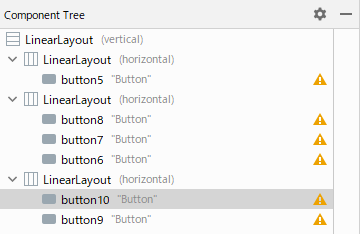 Component Tree
LinearLayout (vertical)
LinearLayout (horizontal)
button5 "Button"
LinearLayout (horizontal)
button8 "Button"
button7 "Button"
button6 "Button"
LinearLayout (horizontal)
button10 "Button"
button9 "Button"